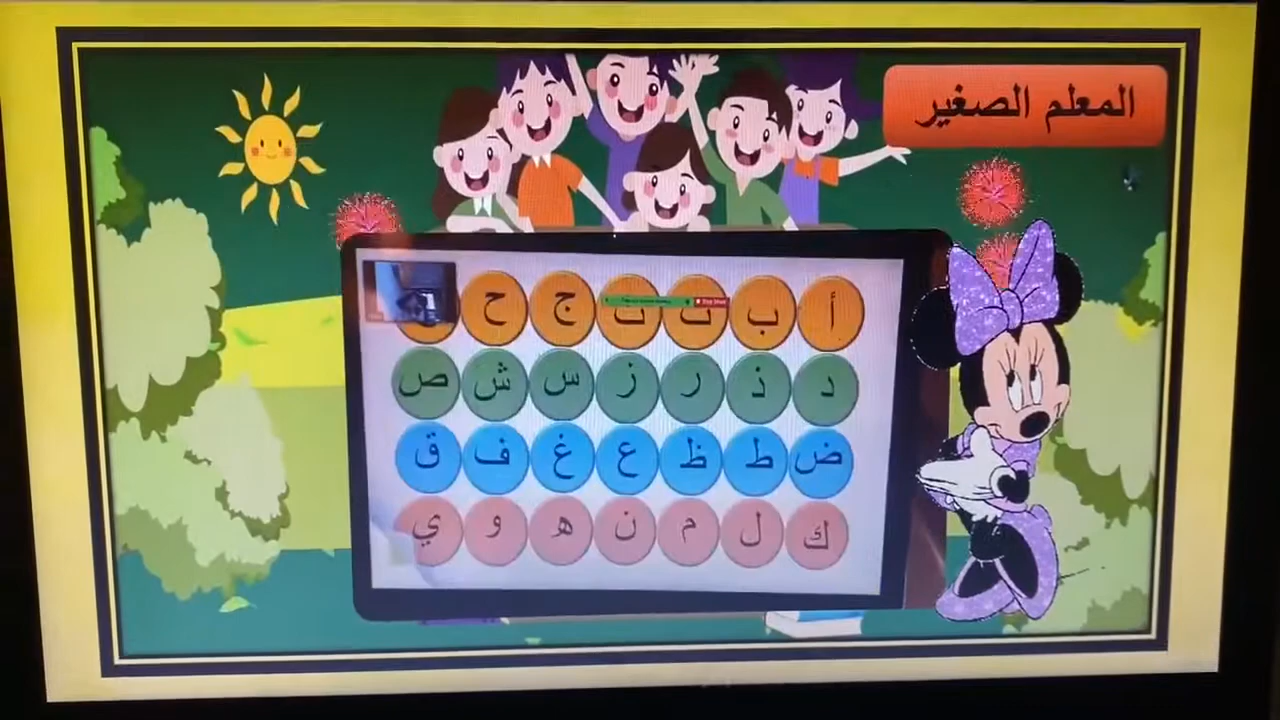 المعلم الصغير
أ ب ت ث ج ح
د ذ ر ز س ش ص
ض ط ظ ع غ ف ق
ك ل م ن ه و ي